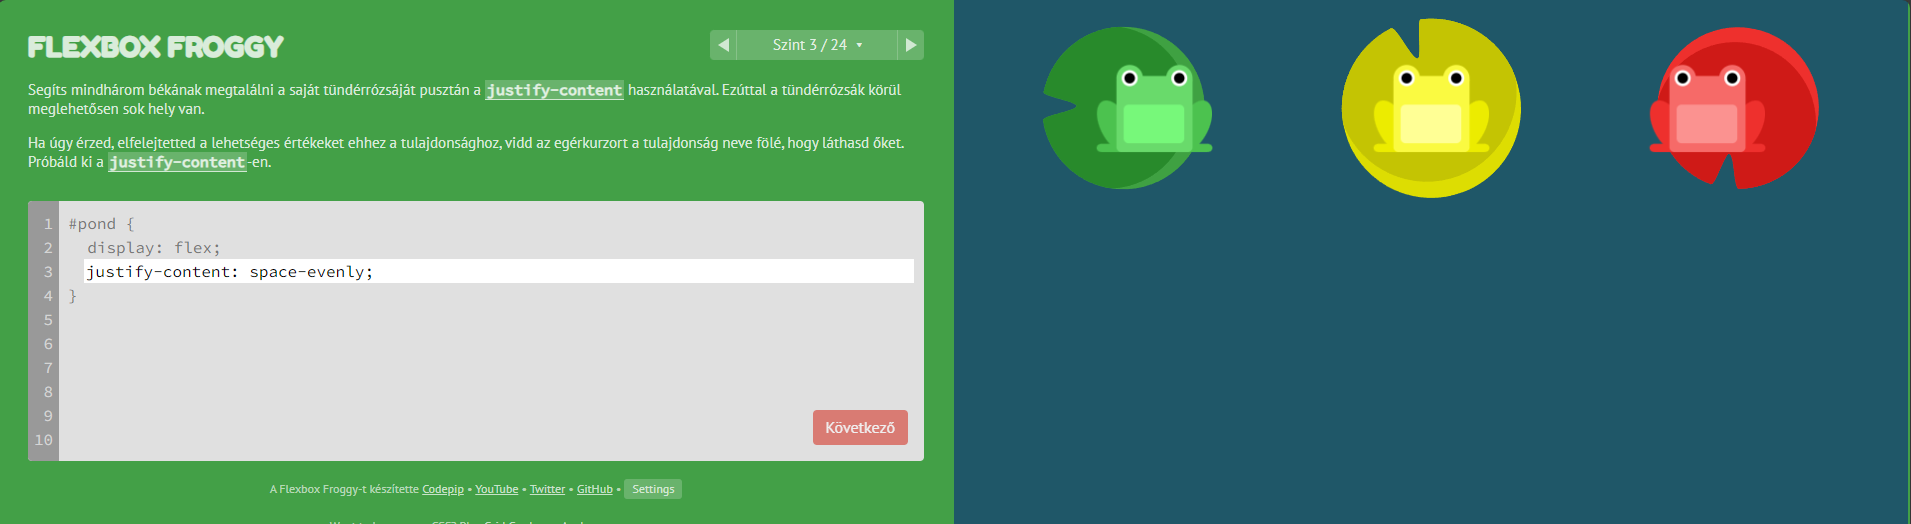 FLEXBOX FROGGY
Szint 3 / 24
Segíts mindhárom békának megtalálni a saját tündérrózsáját pusztán a justify-content használatával. Ezúttal a tündérrózsák körül
meglehetősen sok hely van.
Ha úgy érzed, elfelejtetted a lehetséges értékeket ehhez a tulajdonsághoz, vidd az egérkurzort a tulajdonság neve fölé, hogy láthasd őket.
Próbáld ki a justify-content-en.
1 #pond {
2 display: flex;
3 justify-content: space-evenly;
4 }
5
6
7
8
9
10
Következő
A Flexbox Froggy-t készítette Codepip • YouTube • Twitter • GitHub • Settings